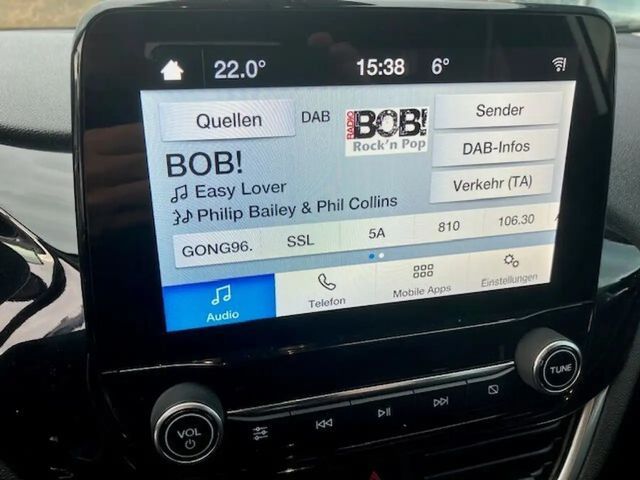 22.0° 15:38 6°
Quellen DAB RADIO BOB! Rock'n Pop Sender
DAB-Infos
BOB!
Verkehr (TA)
Easy Lover
Philip Bailey & Phil Collins
GONG96. SSL 5A 810 106.30
Audio Telefon Mobile Apps Einstellungen
VOL TUNE